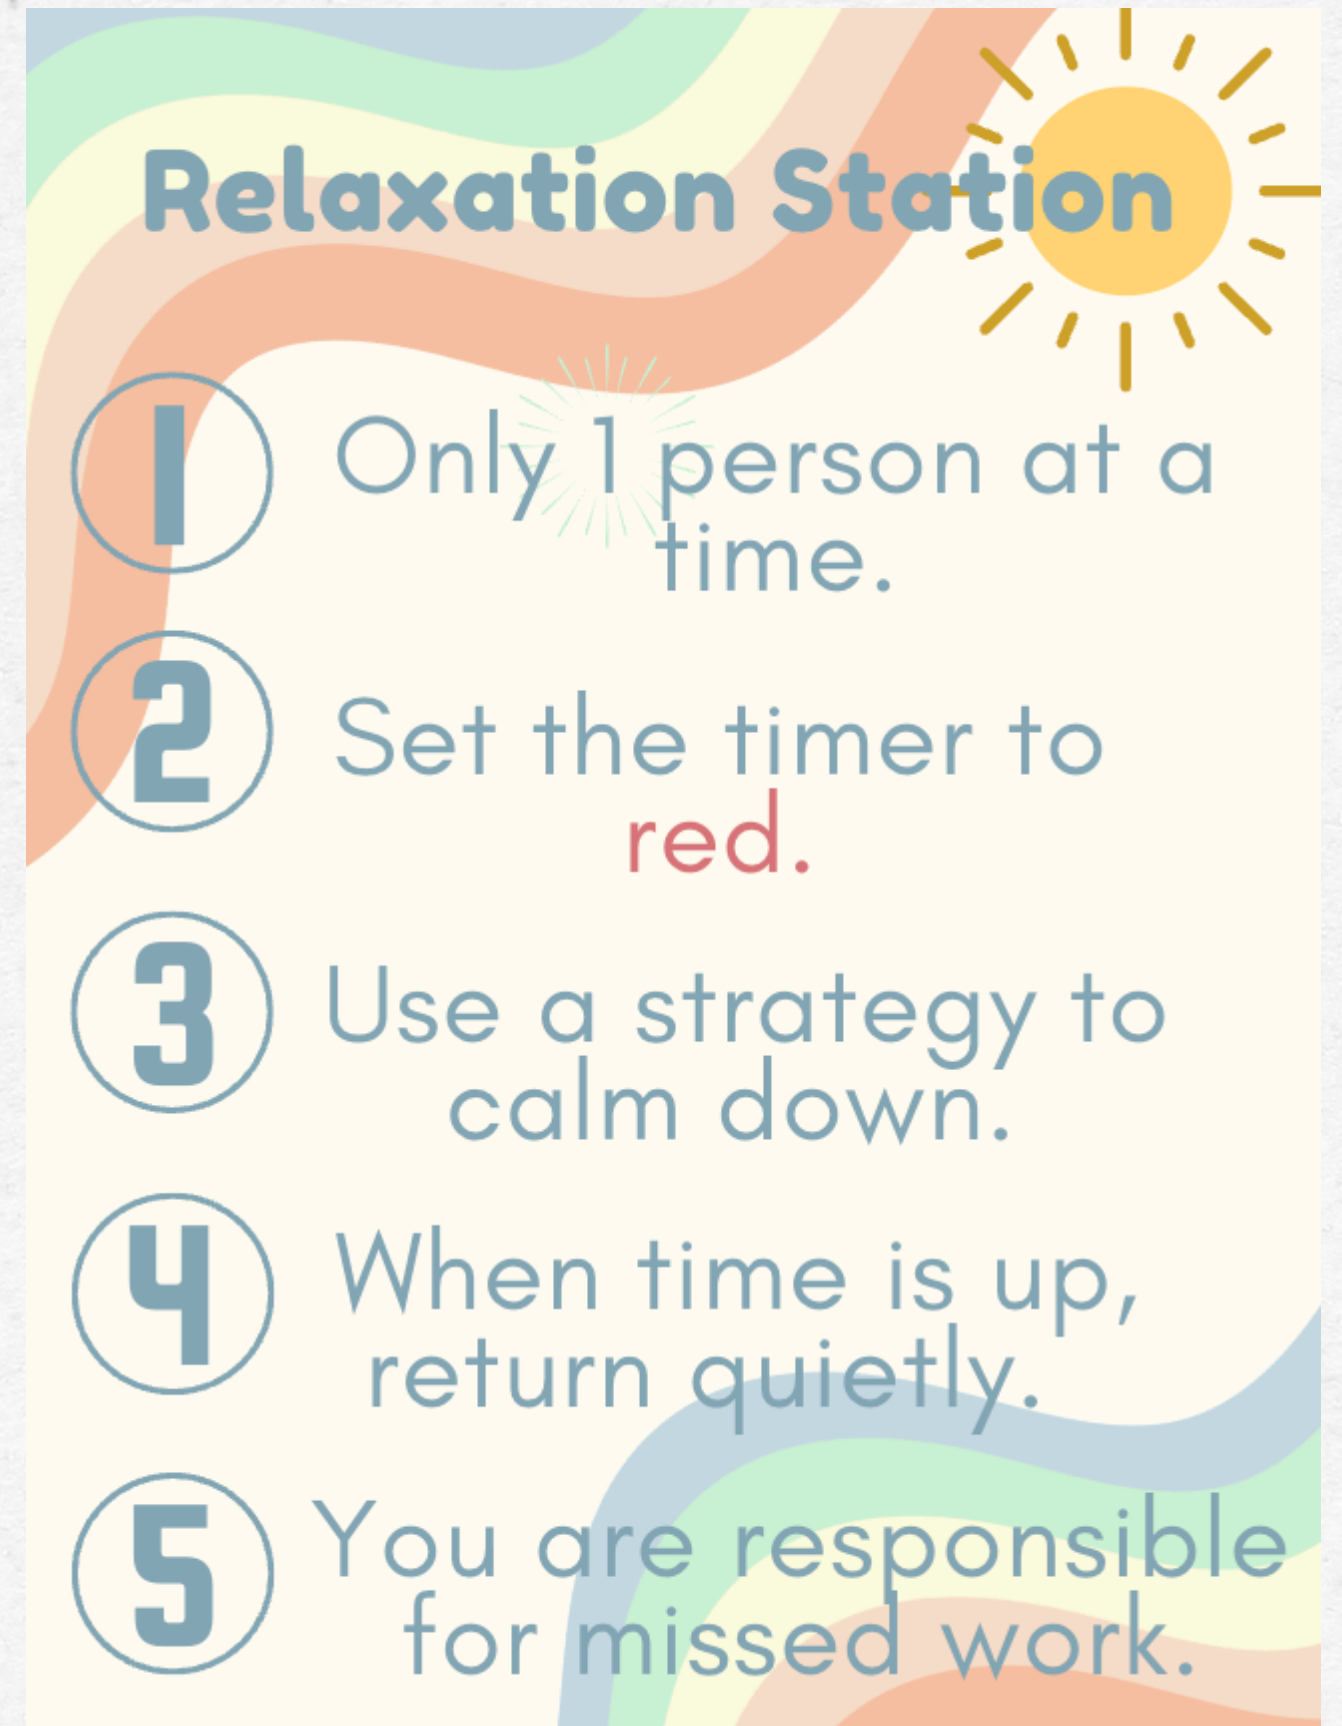 Relaxation Station
1 Only 1 person at a
time.
2 Set the timer to
red.
3 Use a strategy to
calm down.
4 When time is up,
return quietly.
5 You are responsible
for missed work.